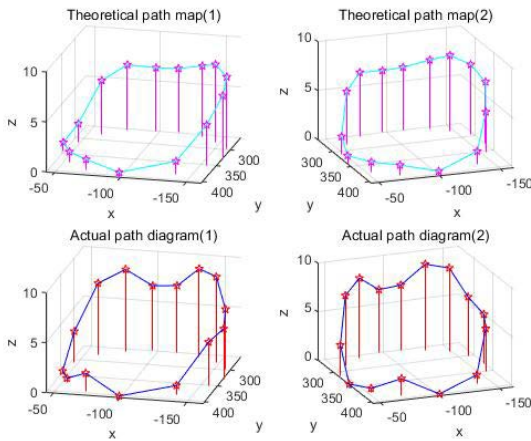 Theoretical path map(1)
10
5
0
z
-50
-100
-150
x
300
350
400
y
Theoretical path map(2)
10
5
0
z
300
350
400
y
-50
-100
-150
x
Actual path diagram(1)
10
5
0
z
-50
-100
-150
x
300
350
400
y
Actual path diagram(2)
10
5
0
z
300
350
400
y
-50
-100
-150
x